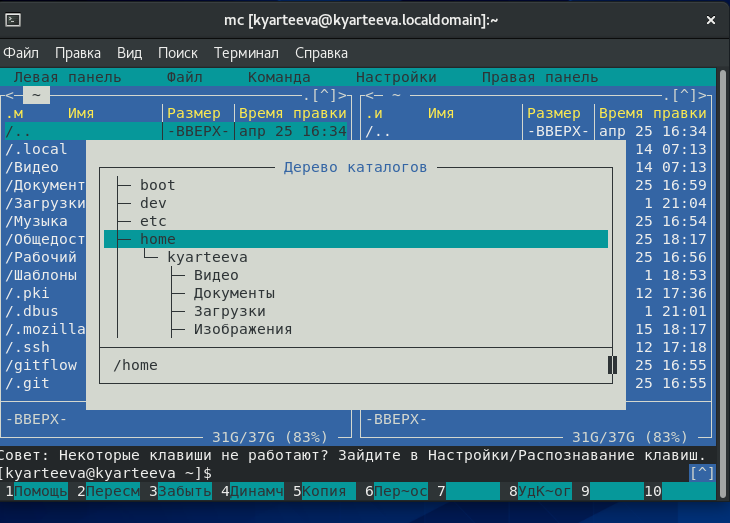 mc [kyarteeva@kyarteeva.localdomain]:~
Файл Правка Вид Поиск Терминал Справка
Левая панель Файл Команда Настройки Правая панель
<─ ~ .[^]> <─ ~ .[^]>
.м Имя Размер Время правки .и Имя Размер Время правки
/.. -ВВЕРХ- апр 25 16:34 /.. -ВВЕРХ- апр 25 16:34
/.local 14 07:13
/Видео Дерево каталогов 14 07:13
/Документ boot 25 16:59
/Загрузки dev 1 21:04
/Музыка etc 25 16:54
/Общедост home 25 18:17
/Рабочий kyarteeva 25 16:56
/Шаблоны Видео 1 18:53
/.pki Документы 12 17:36
/.dbus Загрузки 1 21:01
/.mozilla Изображения 15 18:17
/.ssh 12 17:18
/gitflow /home 25 16:55
/.git 25 16:55
-ВВЕРХ- -ВВЕРХ-
31G/37G (83%) 31G/37G (83%)
Совет: Некоторые клавиши не работают? Зайдите в Настройки/Распознавание клавиш.
[kyarteeva@kyarteeva ~]$ [^]
1Помощь 2Пересм 3Забыть 4Динамч 5Копия 6Пер~ос 7 8УдК~ог 9 10